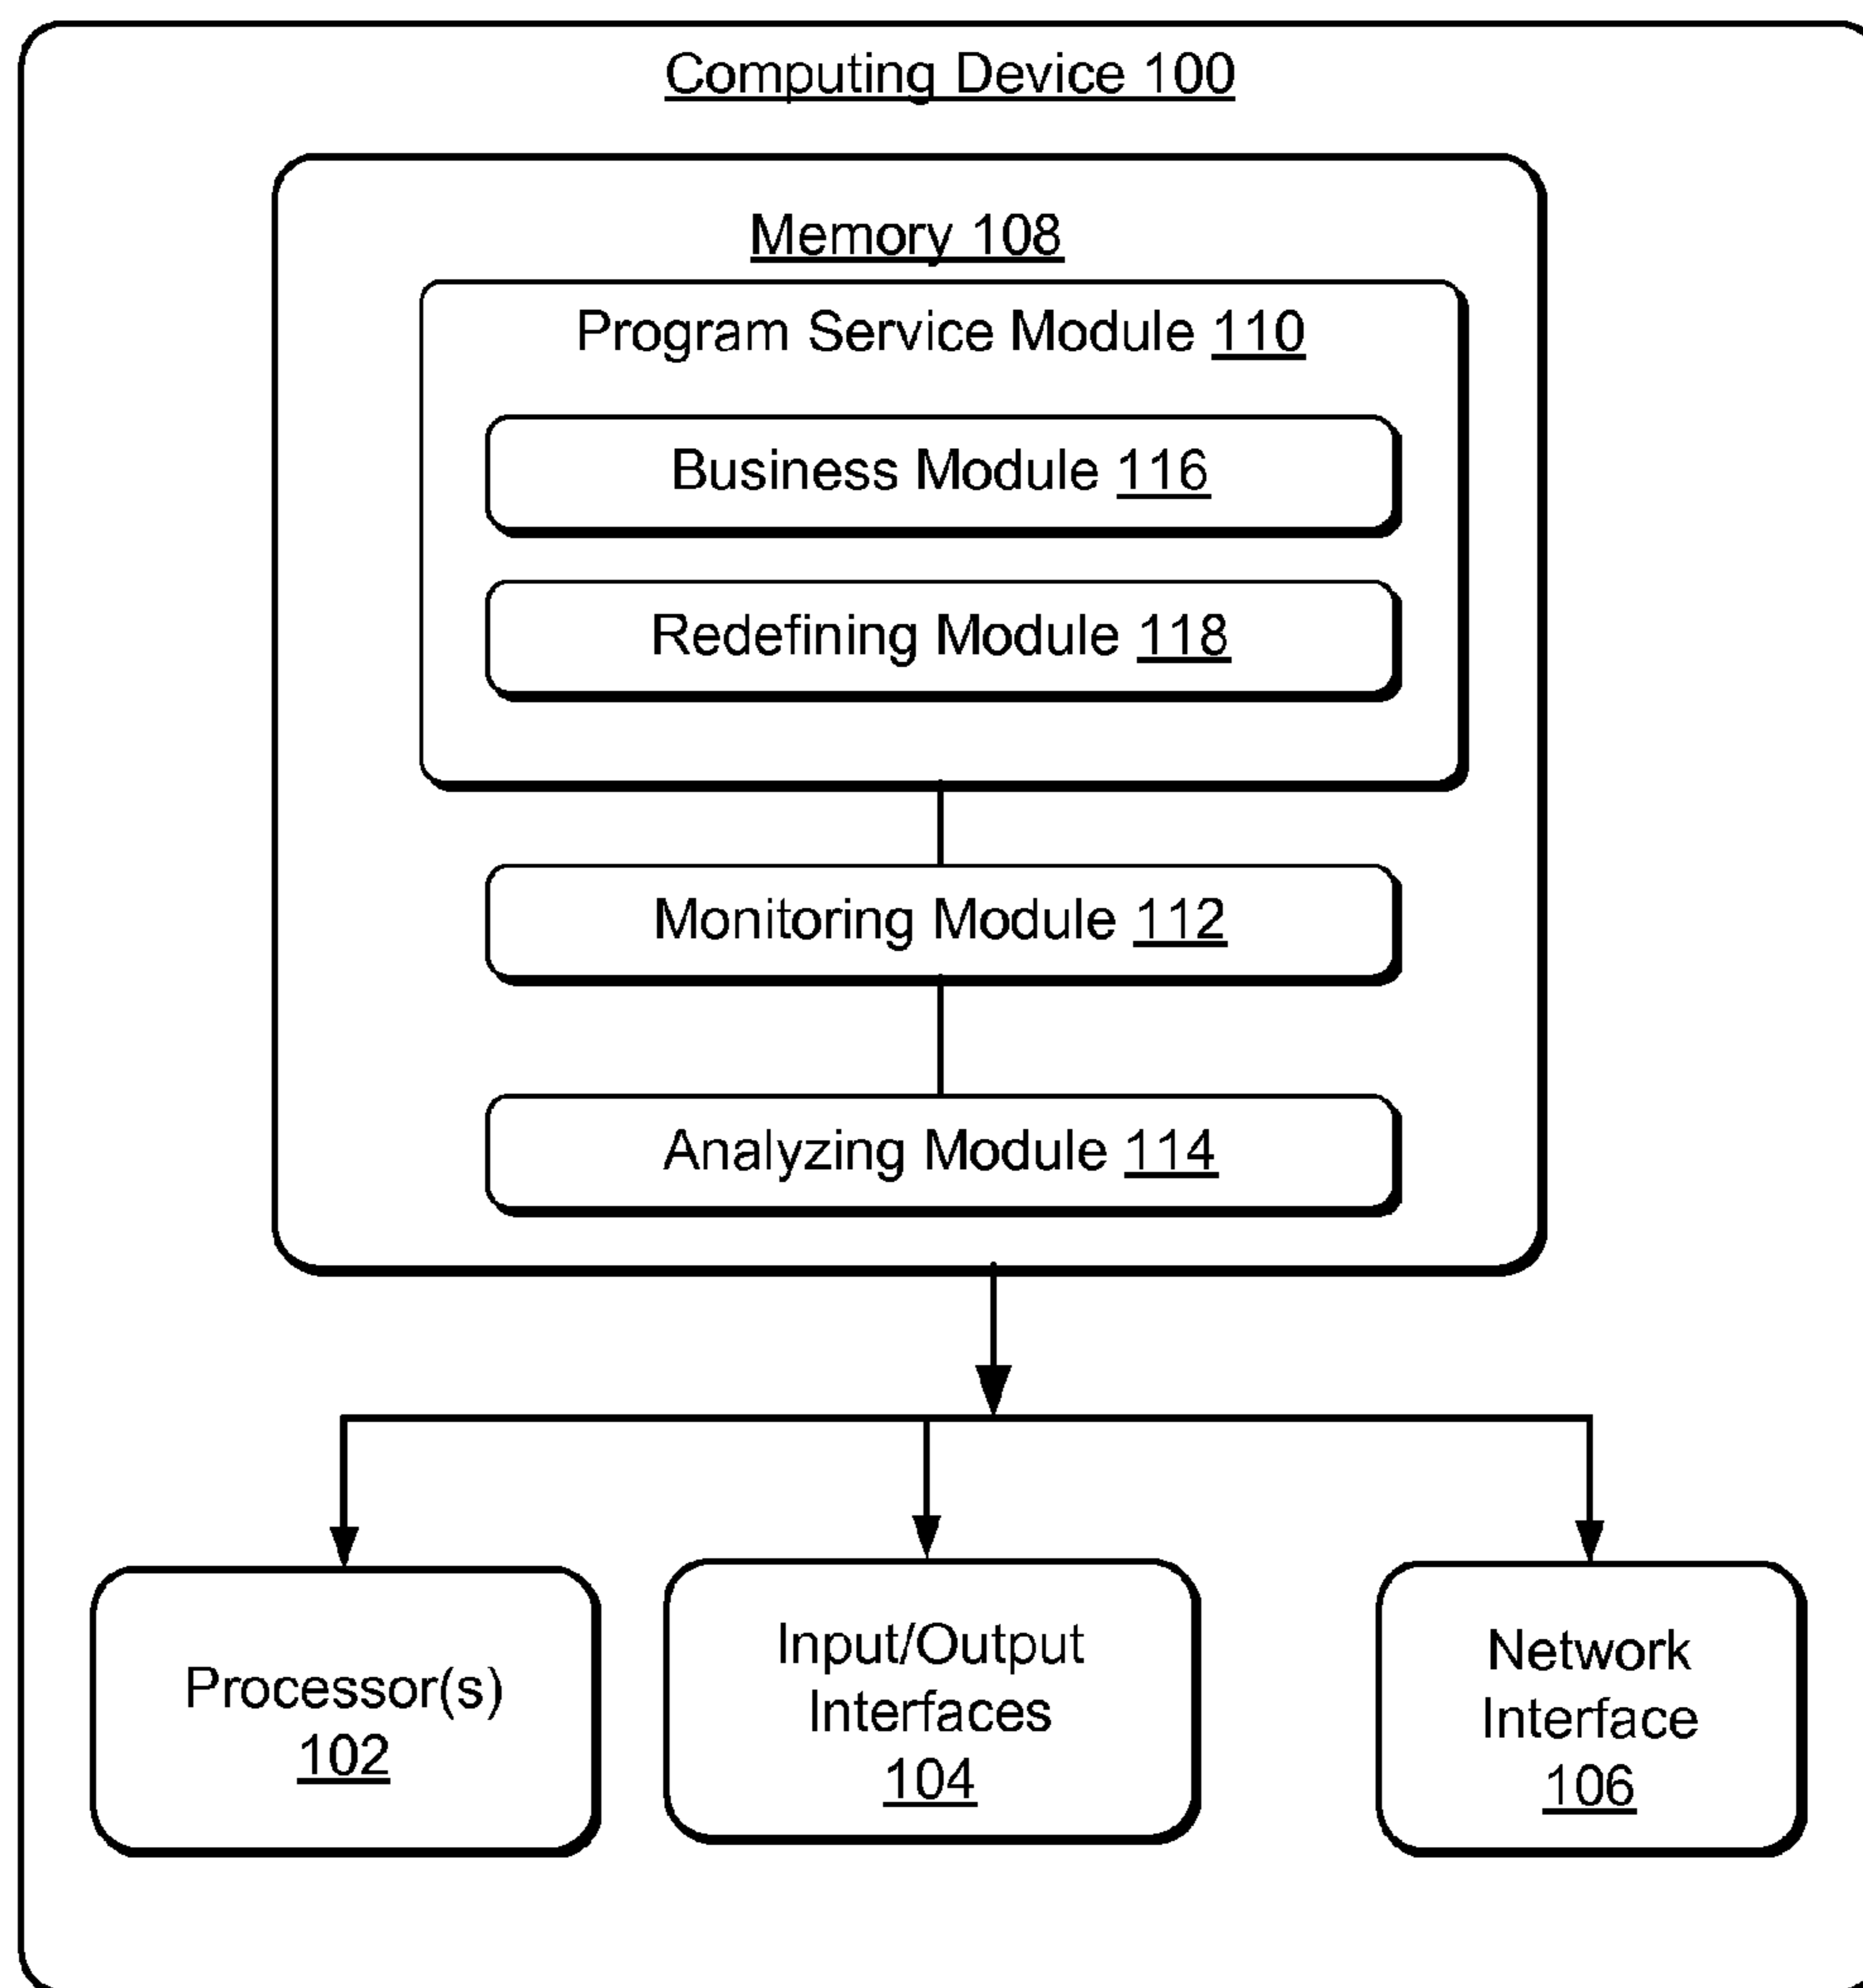 Computing Device 100
Memory 108
Program Service Module 110
Business Module 116
Redefining Module 118
Monitoring Module 112
Analyzing Module 114
Processor(s)
102
Input/Output
Interfaces
104
Network
Interface
106